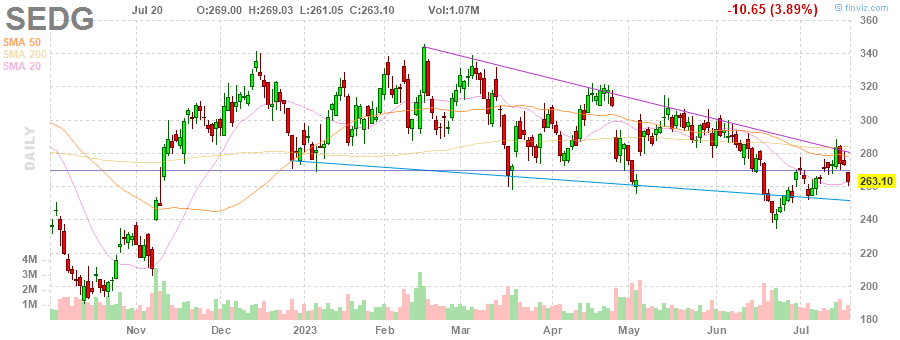 SEDG
Jul 20 O:269.00 H:269.03 L:261.05 C:263.10 Vol:1.07M -10.65 (3.89%)
© finviz.com
SMA 50
SMA 200
SMA 20
DAILY
360
340
320
300
280
263.10
260
240
220
200
180
4M
3M
2M
1M
Nov Dec 2023 Feb Mar Apr May Jun Jul